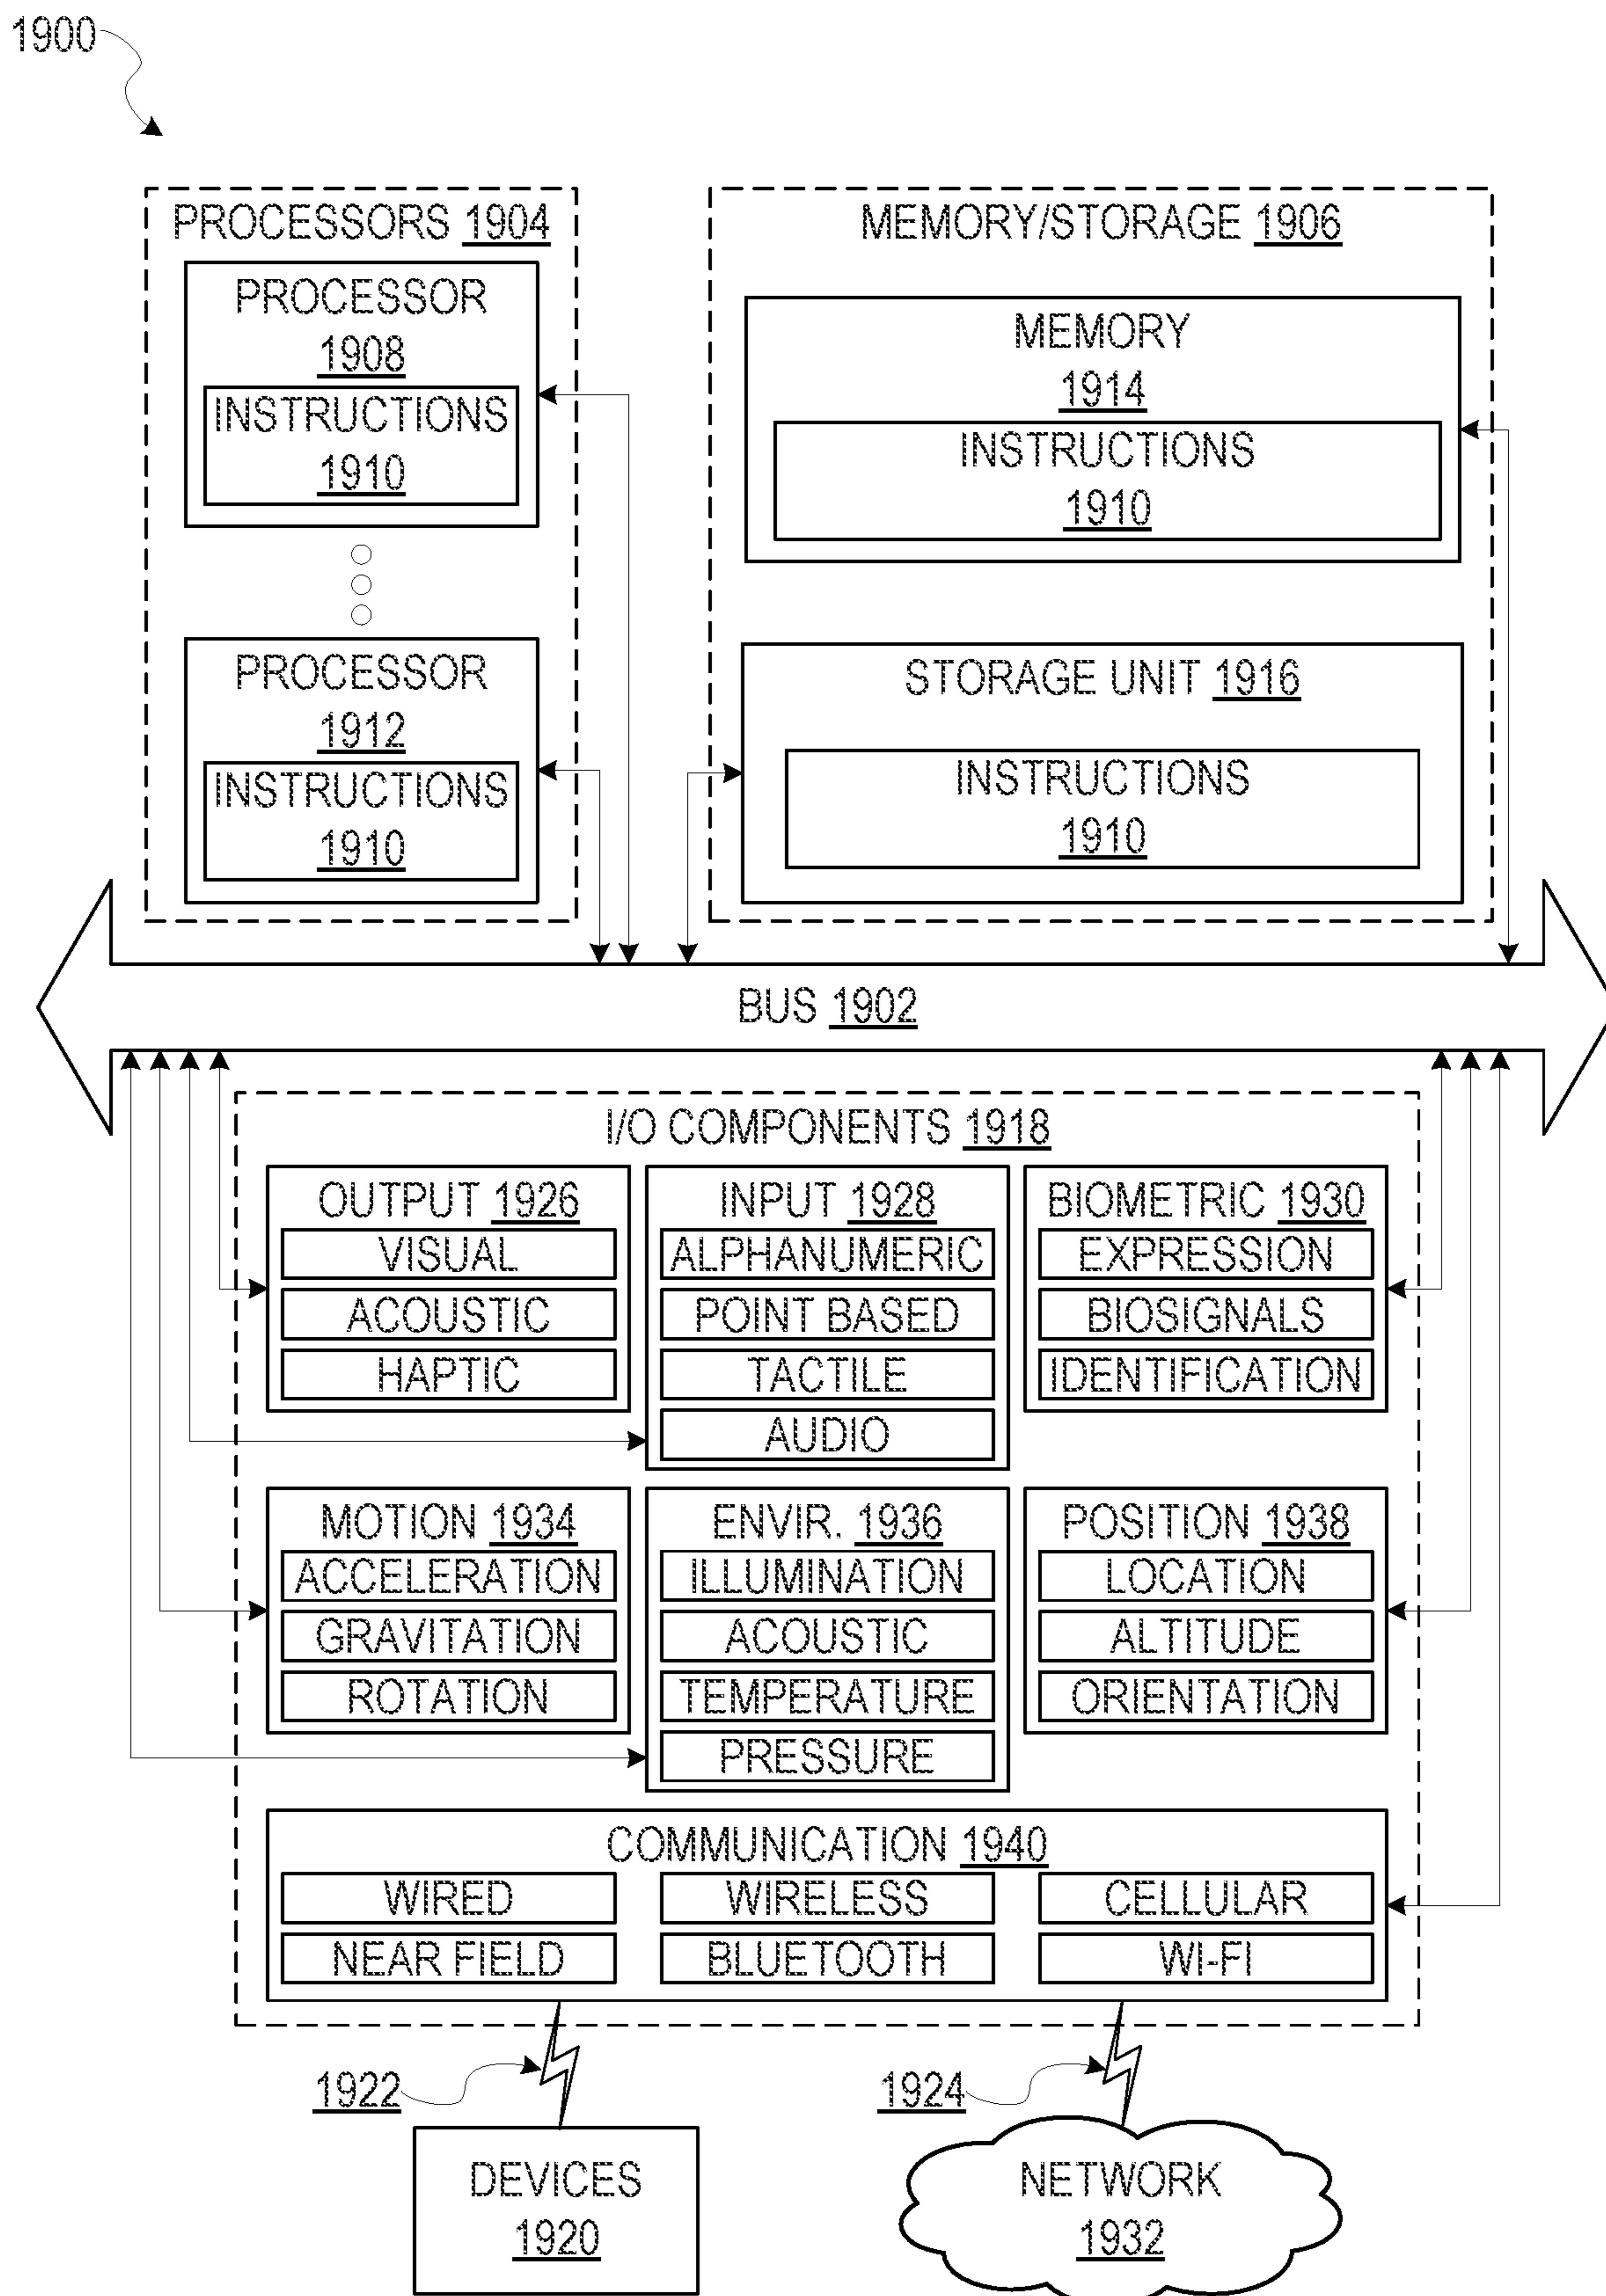 1900
PROCESSORS 1904
PROCESSOR
1908
INSTRUCTIONS
1910
PROCESSOR
1912
INSTRUCTIONS
1910
MEMORY/STORAGE 1906
MEMORY
1914
INSTRUCTIONS
1910
STORAGE UNIT 1916
INSTRUCTIONS
1910
BUS 1902
I/O COMPONENTS 1918
OUTPUT 1926
VISUAL
ACOUSTIC
HAPTIC
INPUT 1928
ALPHANUMERIC
POINT BASED
TACTILE
AUDIO
BIOMETRIC 1930
EXPRESSION
BIOSIGNALS
IDENTIFICATION
MOTION 1934
ACCELERATION
GRAVITATION
ROTATION
ENVIR. 1936
ILLUMINATION
ACOUSTIC
TEMPERATURE
PRESSURE
POSITION 1938
LOCATION
ALTITUDE
ORIENTATION
COMMUNICATION 1940
WIRED
WIRELESS
CELLULAR
NEAR FIELD
BLUETOOTH
WI-FI
1922
1924
DEVICES
1920
NETWORK
1932